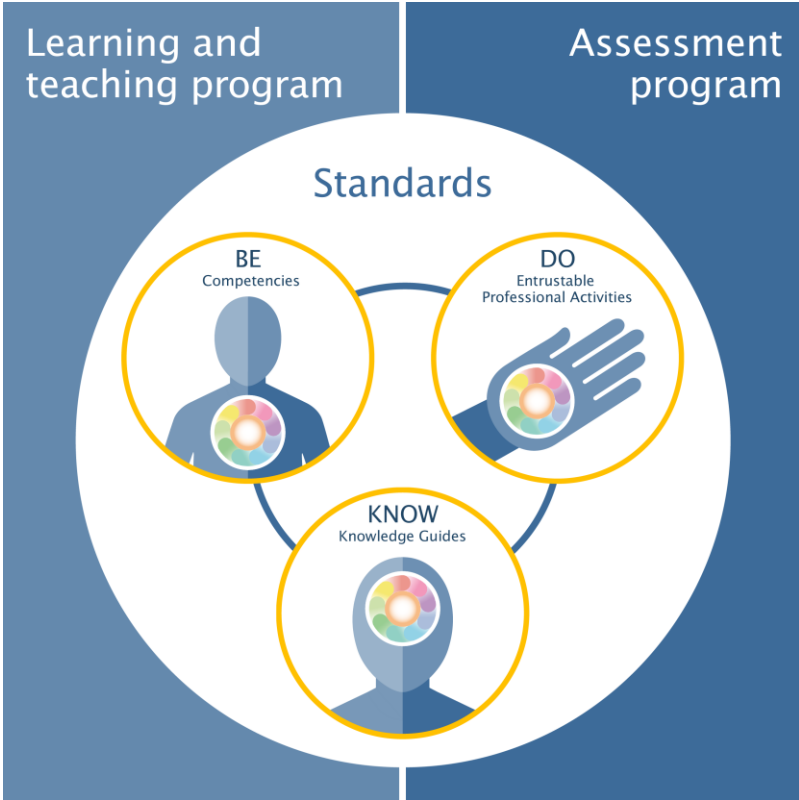 Learning and
teaching program
Assessment
program
Standards
BE
Competencies
DO
Entrustable
Professional Activities
KNOW
Knowledge Guides